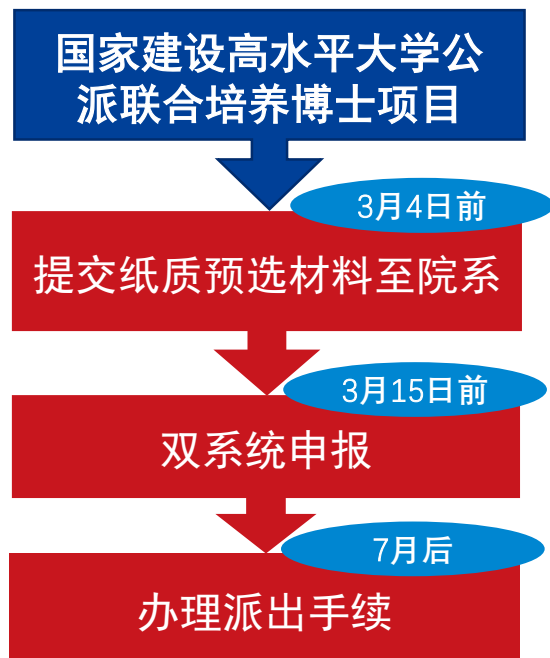 国家建设高水平大学公
派联合培养博士项目
3月4日前
提交纸质预选材料至院系
3月15日前
双系统申报
7月后
办理派出手续